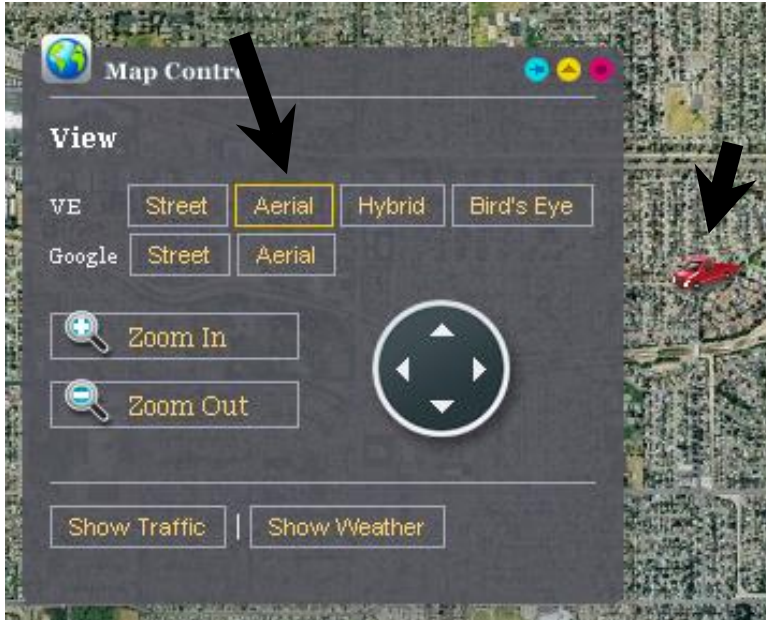 Map Contro
View
VE Street Aerial Hybrid Bird's Eye
Google Street Aerial
Zoom In
Zoom Out
Show Traffic | Show Weather